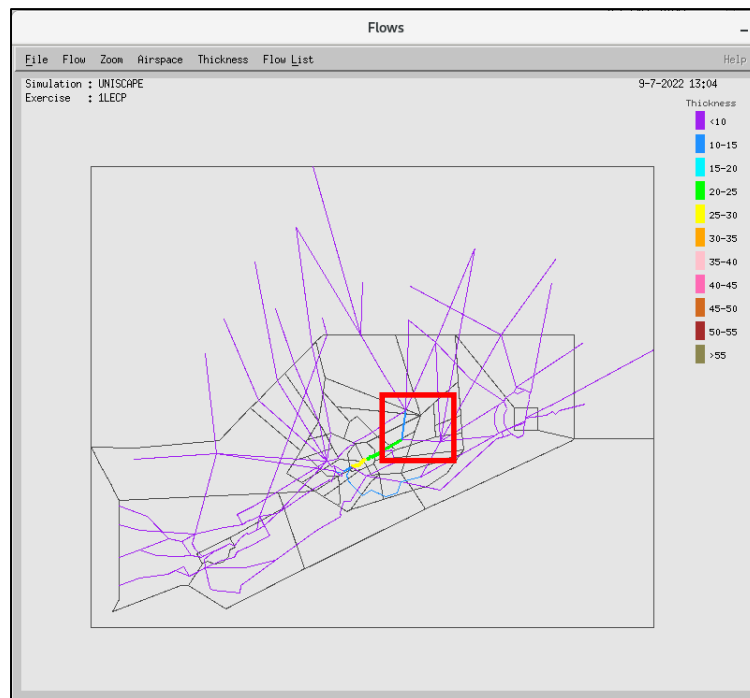 Flows
File Flow Zoom Airspace Thickness Flow List Help
Simulation : UNISCAPE 9-7-2022 13:04
Exercise : 1LECP
Thickness
<10
10-15
15-20
20-25
25-30
30-35
35-40
40-45
45-50
50-55
>55